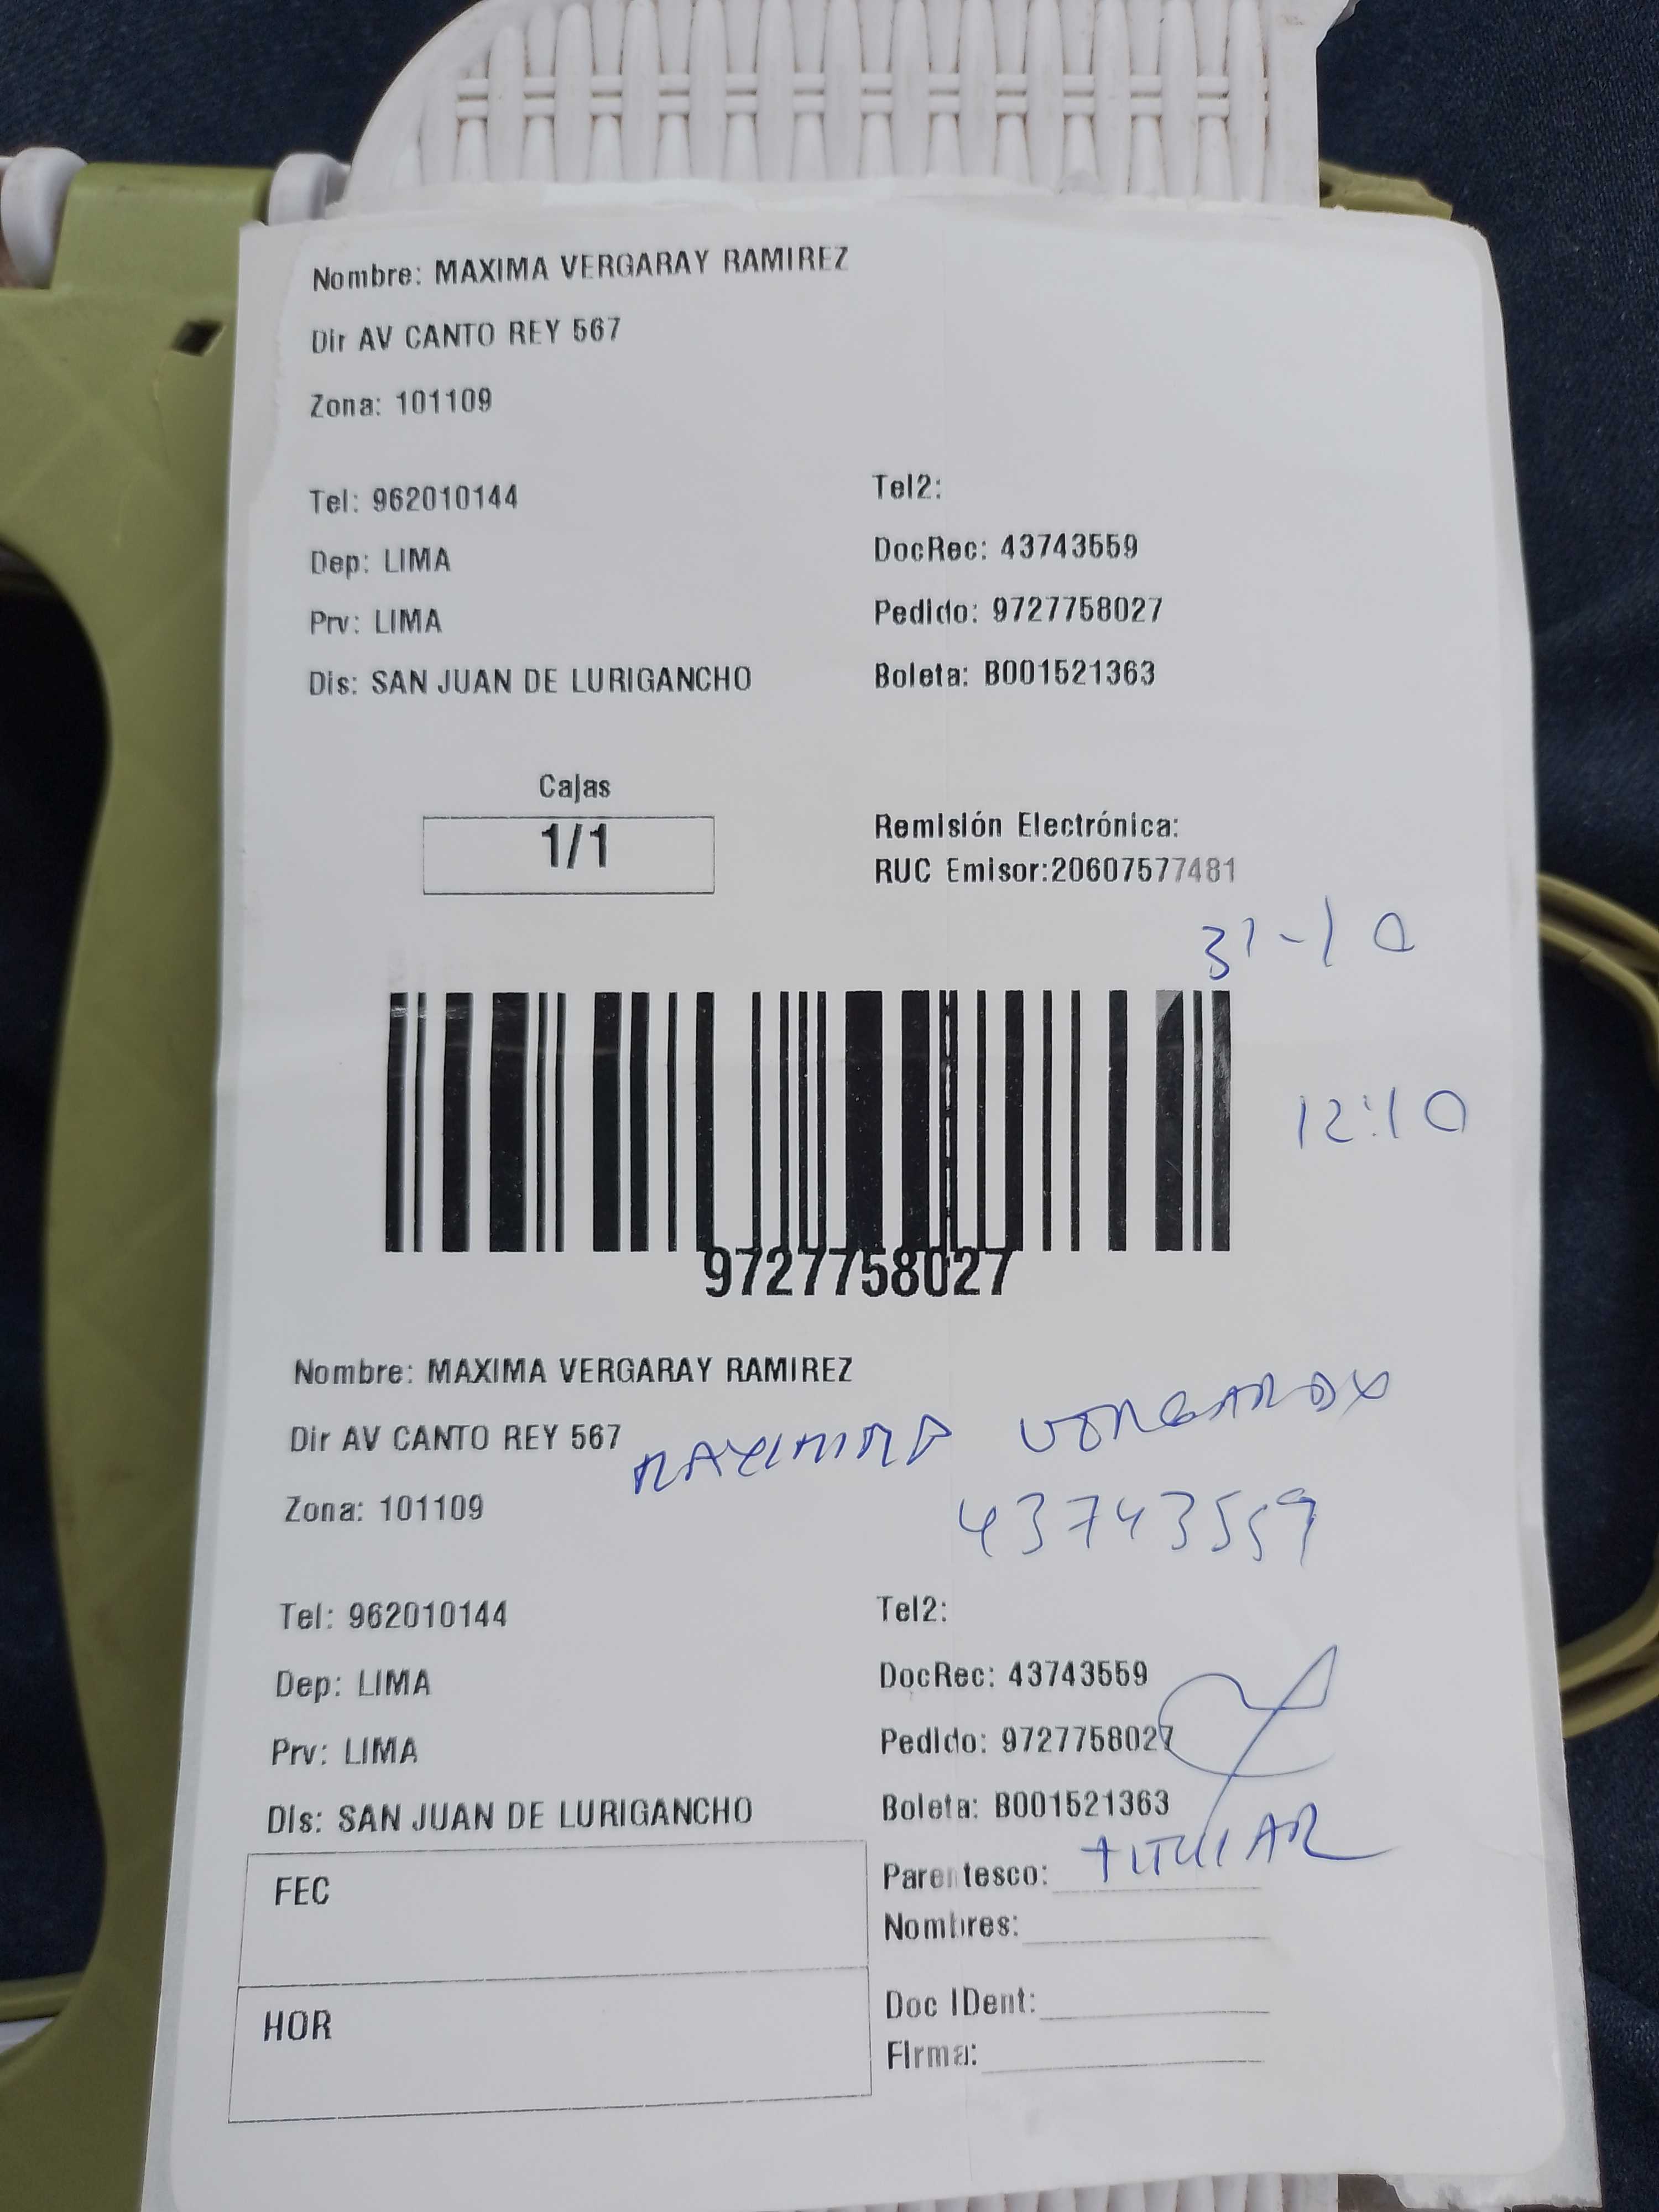 Nombre: MAXIMA VERGARAY RAMIREZ
Dir AV CANTO REY 567
Zona: 101109
Tel: 962010144
Tel2:
Dep: LIMA
DocRec: 43743559
Prv: LIMA
Pedido: 9727758027
Dis: SAN JUAN DE LURIGANCHO
Boleta: B001521363
Cajas
1/1
Remisión Electrónica:
RUC Emisor:20607577481
31-10
12:10
9727758027
Nombre: MAXIMA VERGARAY RAMIREZ
Dir AV CANTO REY 567
MAXIMINA VERGARAY
Zona: 101109
43743559
Tel: 962010144
Tel2:
Dep: LIMA
DocRec: 43743559
Prv: LIMA
Pedido: 9727758027
Dis: SAN JUAN DE LURIGANCHO
Boleta: B001521363
FEC
Parentesco: TITULAR
Nombres:
HOR
Doc IDent:
Firma: